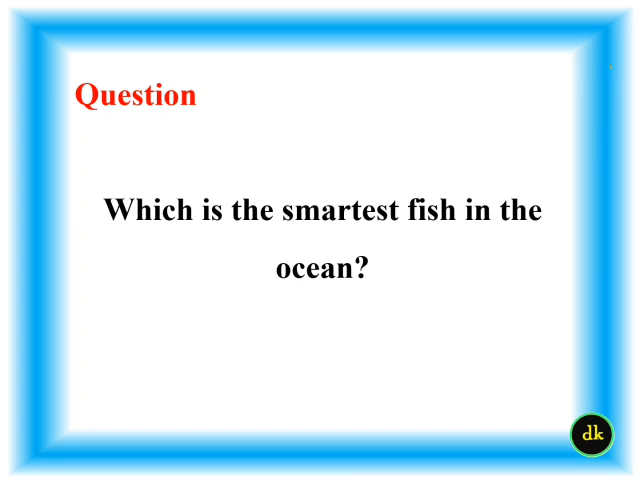 Question
Which is the smartest fish in the
ocean?
dk